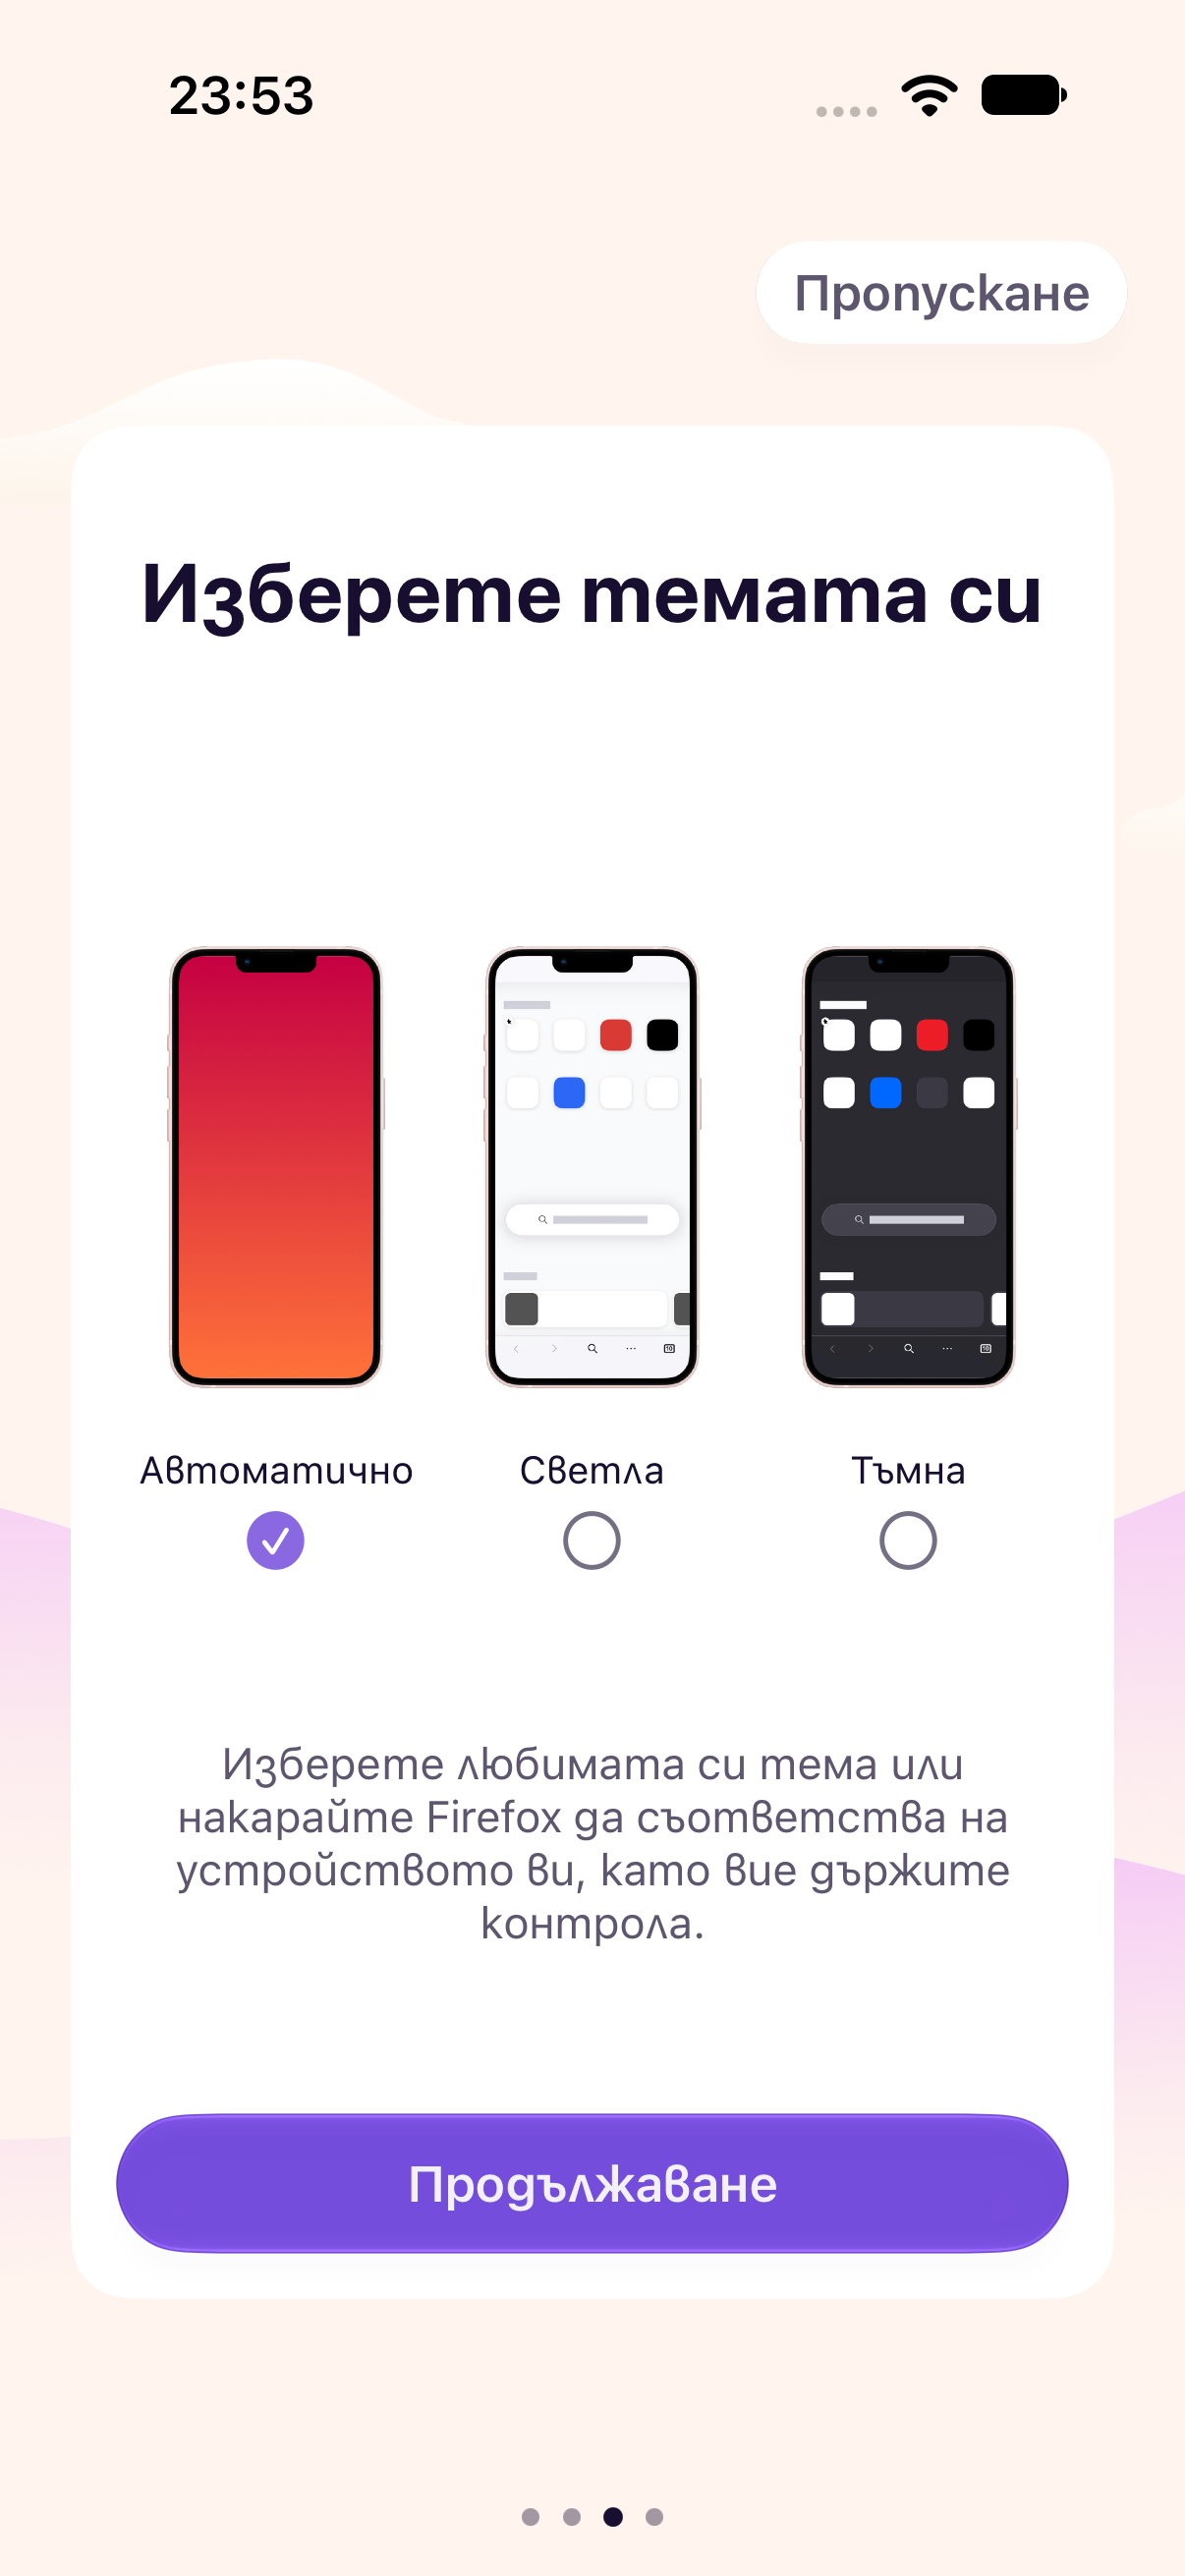 23:53
Пропускане
Изберете темата си
Автоматично
Светла
Тъмна
Изберете любимата си тема или
накарайте Firefox да съответства на
устройството ви, като вие държите
контрола.
Продължаване